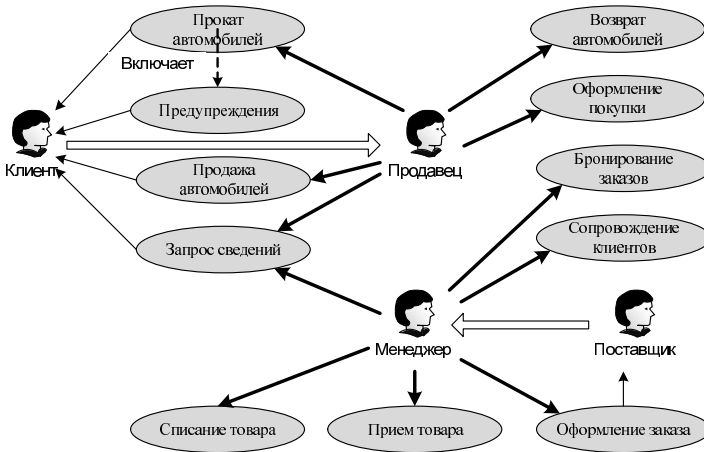 Прокат
автомобилей
Возврат
автомобилей
Включает
Предупреждения
Оформление
покупки
Клиент
Продажа
автомобилей
Продавец
Бронирование
заказов
Запрос сведений
Сопровождение
клиентов
Менеджер
Поставщик
Списание товара
Прием товара
Оформление заказа